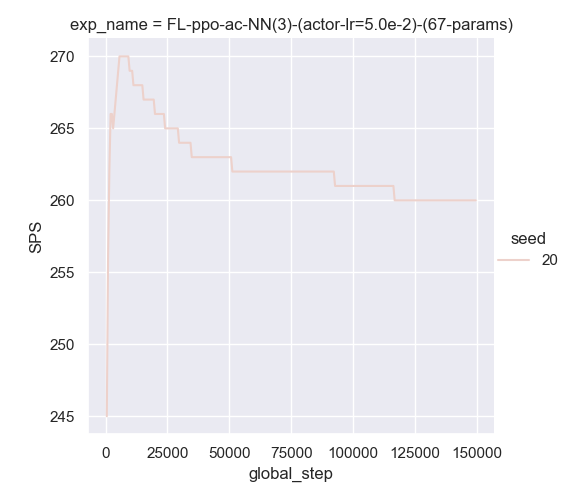 exp_name = FL-ppo-ac-NN(3)-(actor-lr=5.0e-2)-(67-params)
270
265
260
255
250
245
SPS
seed
20
0 25000 50000 75000 100000 125000 150000
global_step